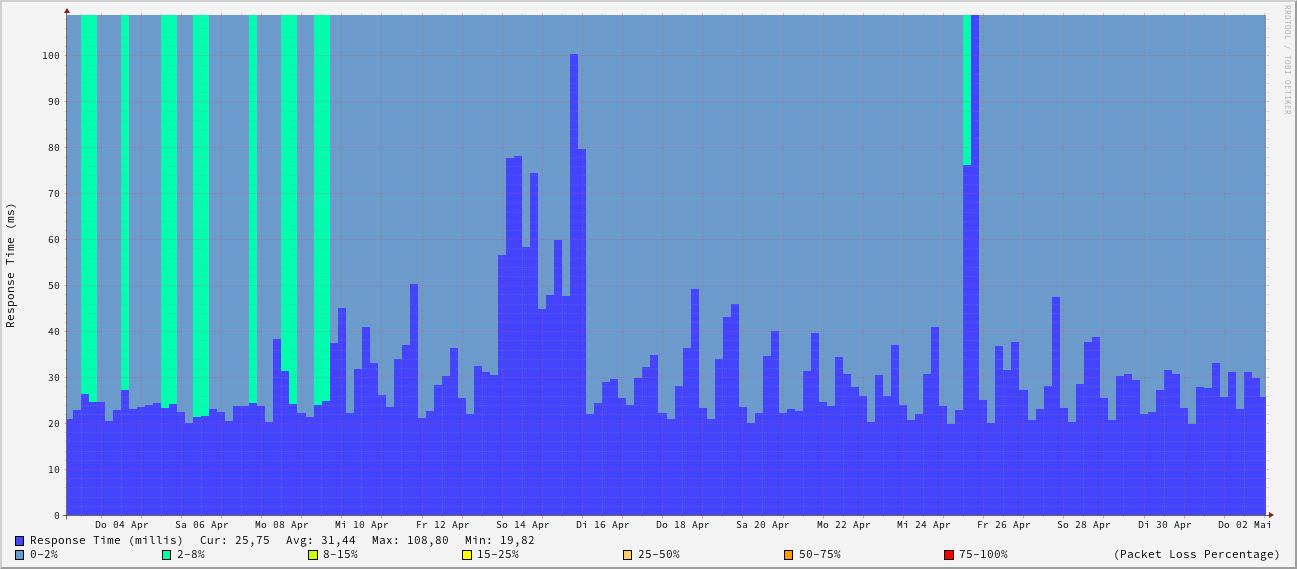 RRDTOOL / TOBI OETIKER
Response Time (ms)
100
90
80
70
60
50
40
30
20
10
0
Do 04 Apr Sa 06 Apr Mo 08 Apr Mi 10 Apr Fr 12 Apr So 14 Apr Di 16 Apr Do 18 Apr Sa 20 Apr Mo 22 Apr Mi 24 Apr Fr 26 Apr So 28 Apr Di 30 Apr Do 02 Mai
Response Time (millis) Cur: 25,75 Avg: 31,44 Max: 108,80 Min: 19,82
0-2% 2-8% 8-15% 15-25% 25-50% 50-75% 75-100% (Packet Loss Percentage)